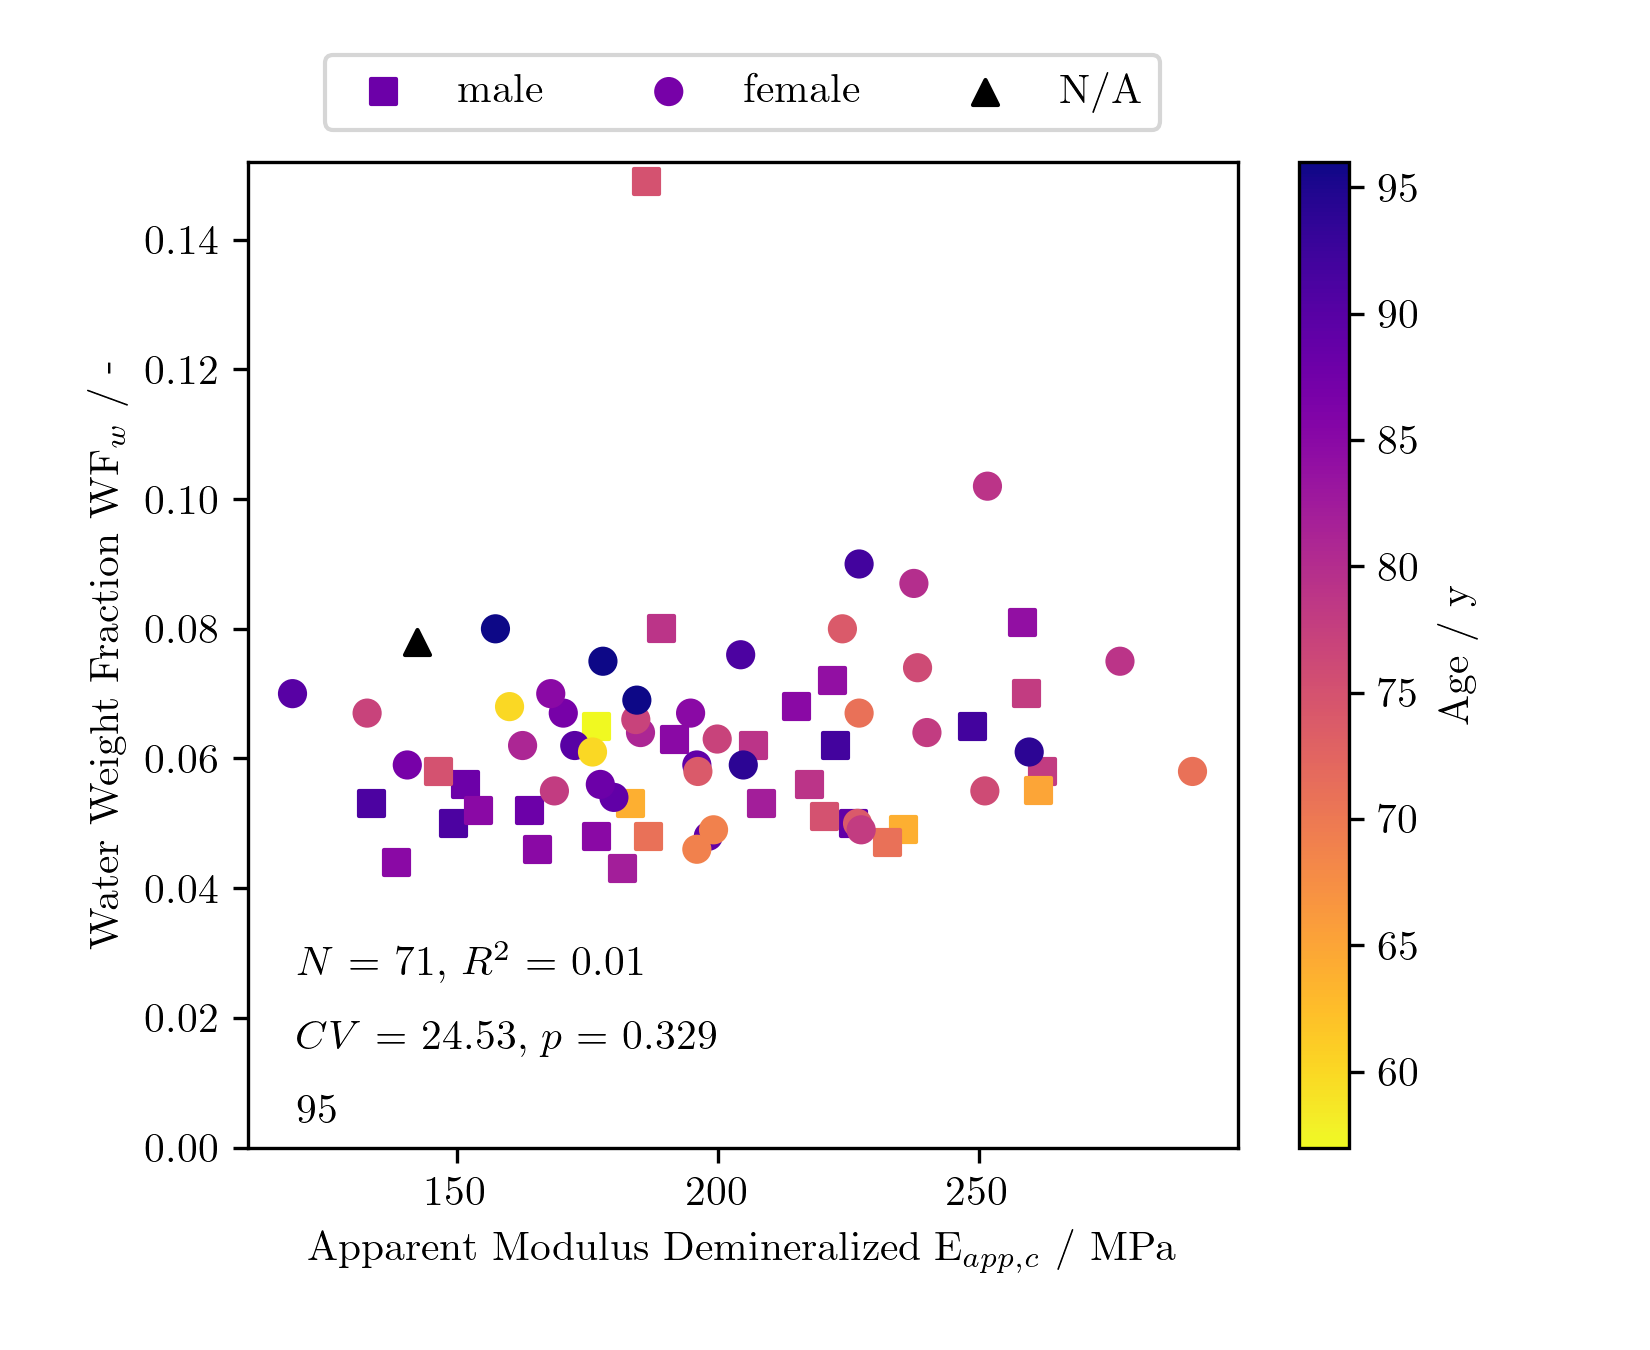 male female N/A
0.14
0.12
0.10
0.08
0.06
0.04
0.02
0.00
Water Weight Fraction WF_w / -
N = 71, R² = 0.01
CV = 24.53, p = 0.329
95
150 200 250
Apparent Modulus Demineralized E_app,c / MPa
95
90
85
80
75
70
65
60
Age / y